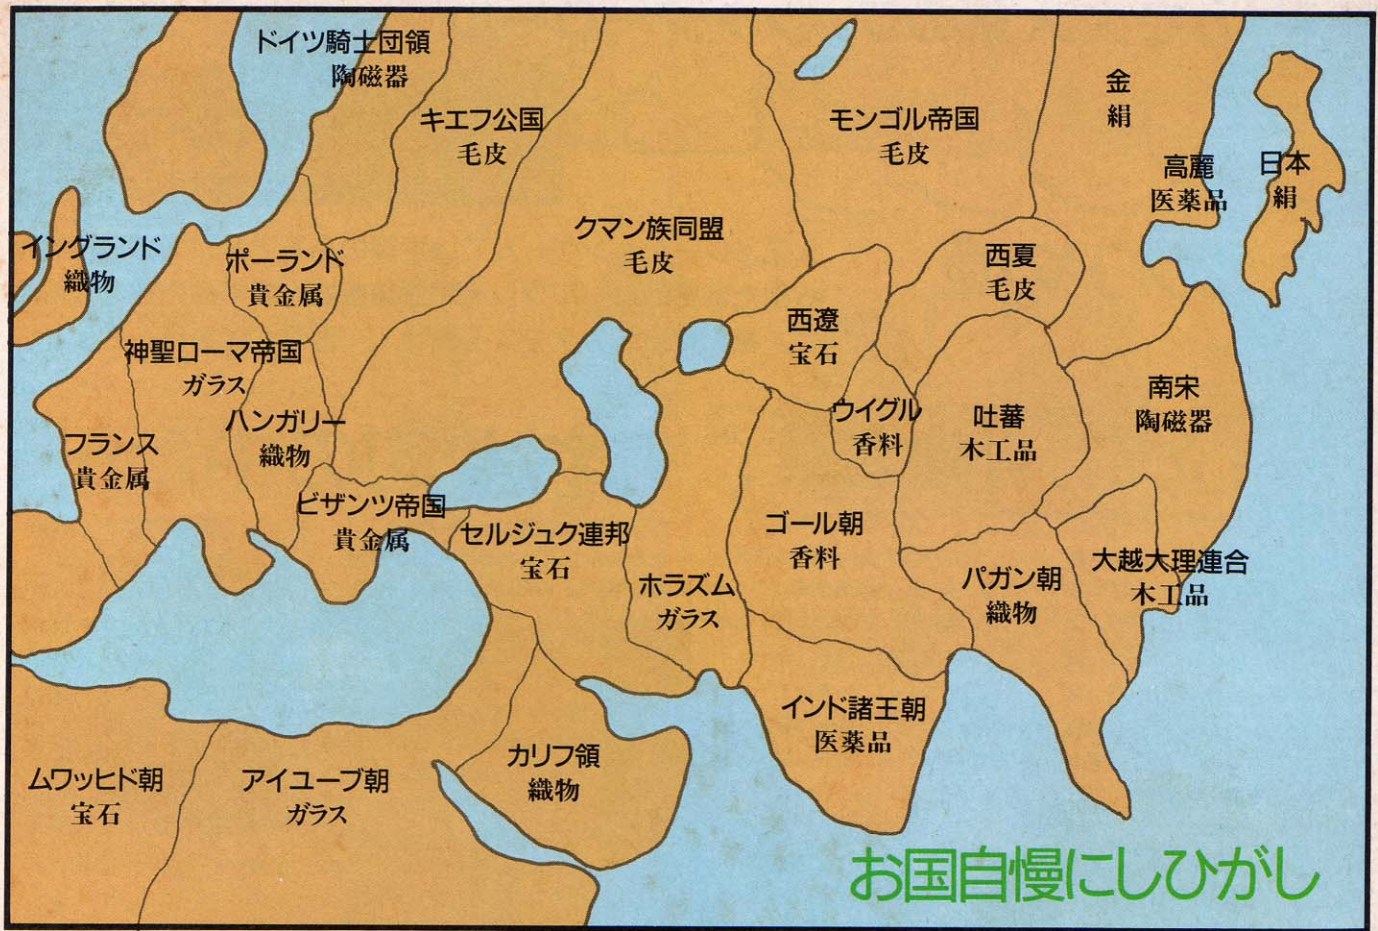 ドイツ騎士団領
陶磁器
キエフ公国
毛皮
モンゴル帝国
毛皮
金
絹
高麗
医薬品
日本
絹
イングランド
織物
ポーランド
貴金属
クマン族同盟
毛皮
西夏
毛皮
神聖ローマ帝国
ガラス
西遼
宝石
南宋
陶磁器
フランス
貴金属
ハンガリー
織物
ウイグル
香料
吐蕃
木工品
ビザンツ帝国
貴金属
セルジュク連邦
宝石
ゴール朝
香料
ホラズム
ガラス
パガン朝
織物
大越大理連合
木工品
ムワッヒド朝
宝石
アイユーブ朝
ガラス
カリフ領
織物
インド諸王朝
医薬品
お国自慢にしひがし